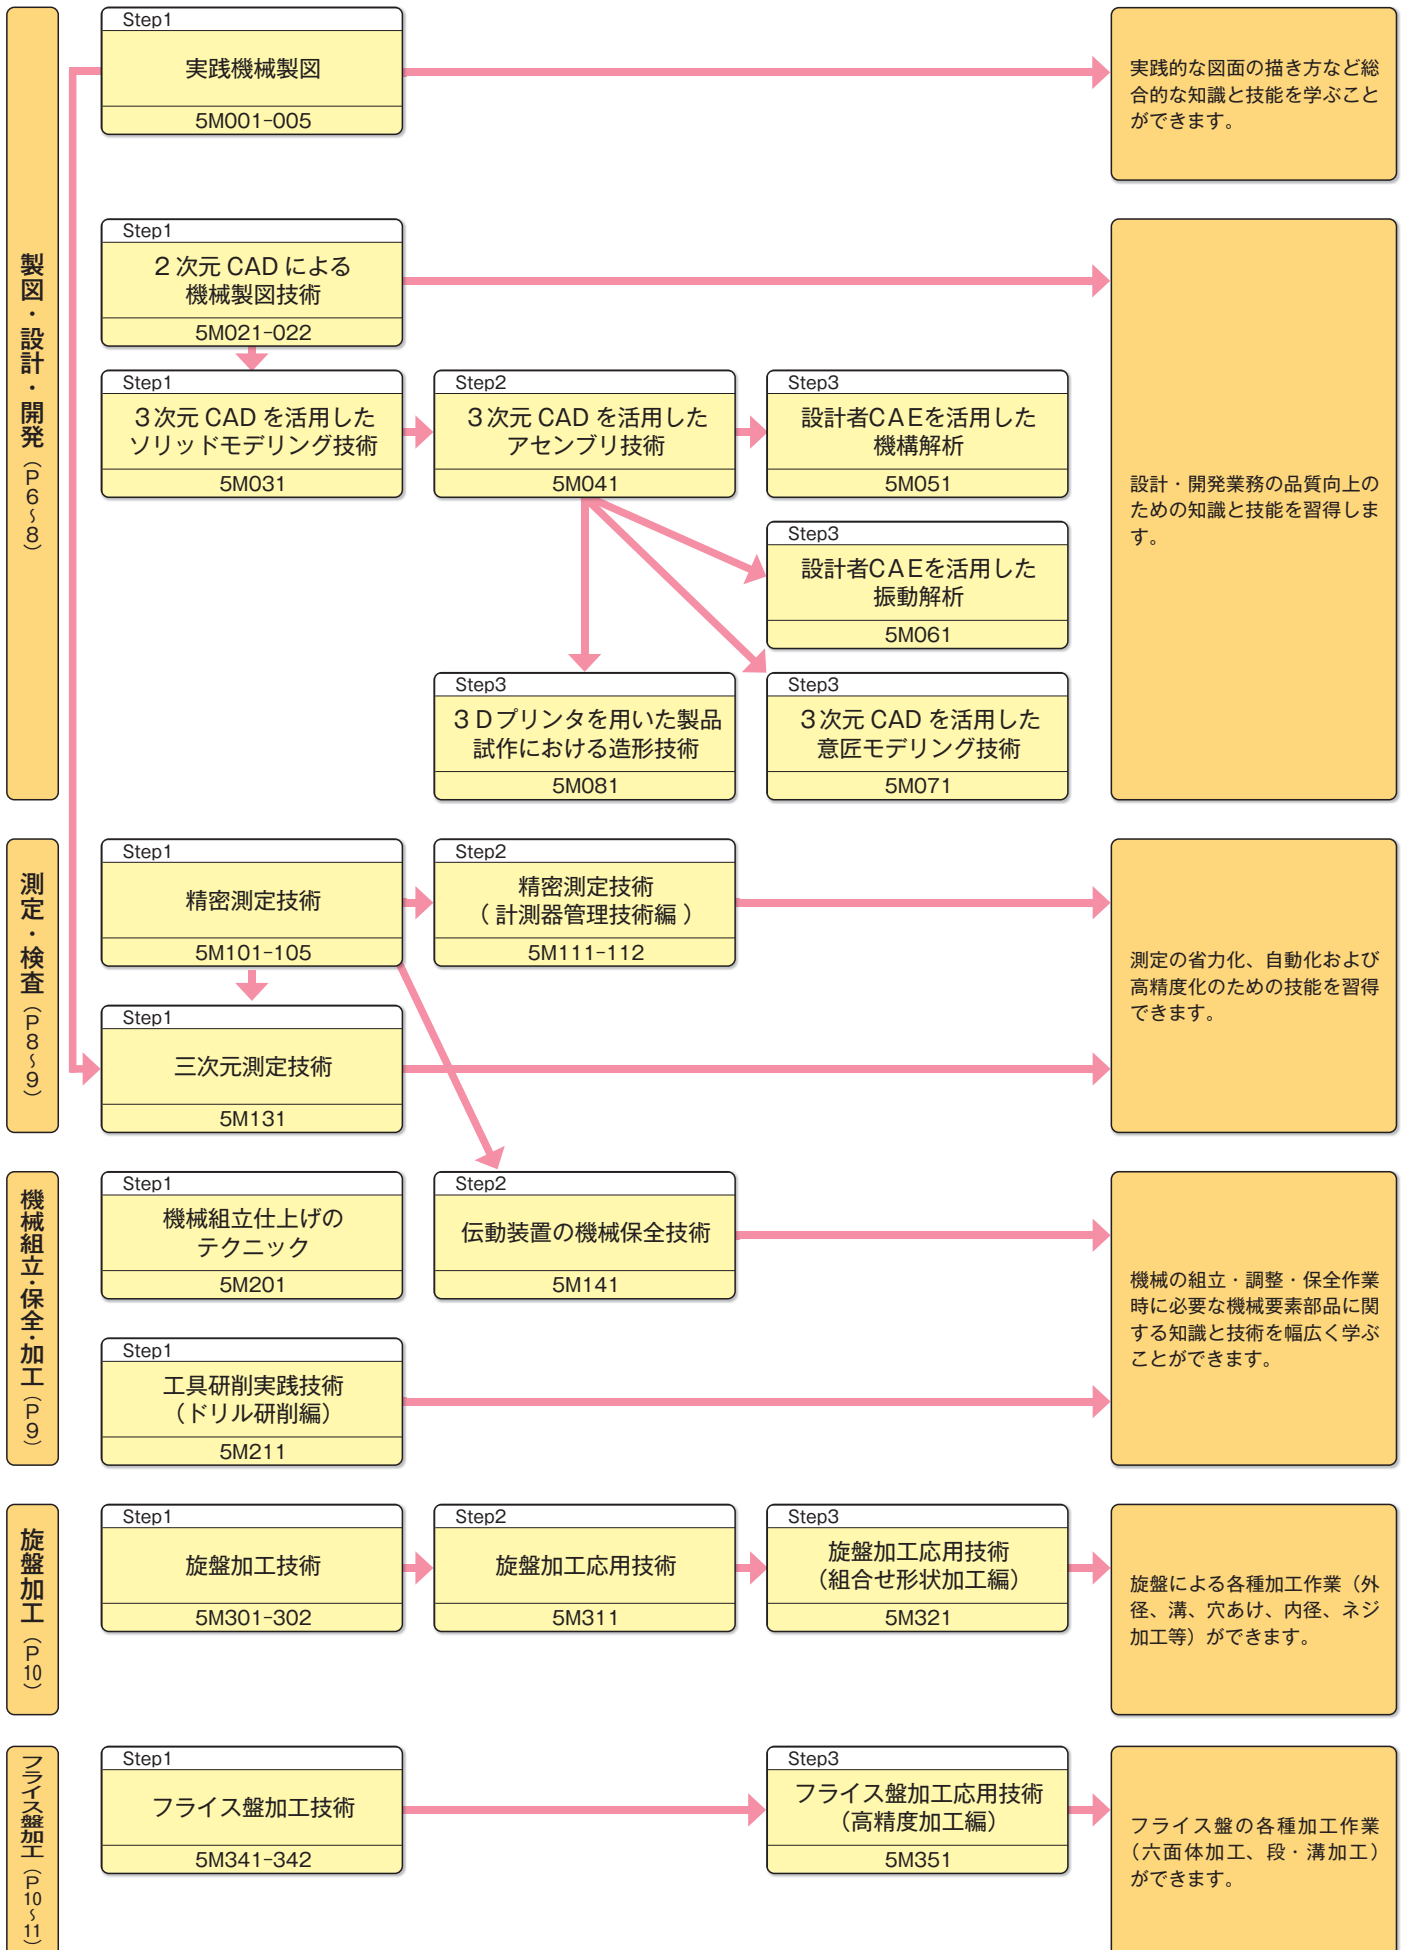 製図・設計・開発（P6〜8）
Step1
実践機械製図
5M001-005
実践的な図面の描き方など総
合的な知識と技能を学ぶこと
ができます。
Step1
2次元 CAD による
機械製図技術
5M021-022
Step1
3次元 CAD を活用した
ソリッドモデリング技術
5M031
Step2
3次元 CAD を活用した
アセンブリ技術
5M041
Step3
設計者CAEを活用した
機構解析
5M051
Step3
設計者CAEを活用した
振動解析
5M061
Step3
3Dプリンタを用いた製品
試作における造形技術
5M081
Step3
3次元 CAD を活用した
意匠モデリング技術
5M071
設計・開発業務の品質向上の
ための知識と技能を習得しま
す。
測定・検査（P8〜9）
Step1
精密測定技術
5M101-105
Step2
精密測定技術
（計測器管理技術編）
5M111-112
Step1
三次元測定技術
5M131
測定の省力化、自動化および
高精度化のための技能を習得
できます。
機械組立・保全・加工（P9）
Step1
機械組立仕上げの
テクニック
5M201
Step2
伝動装置の機械保全技術
5M141
Step1
工具研削実践技術
（ドリル研削編）
5M211
機械の組立・調整・保全作業
時に必要な機械要素部品に関
する知識と技術を幅広く学ぶ
ことができます。
旋盤加工（P10）
Step1
旋盤加工技術
5M301-302
Step2
旋盤加工応用技術
5M311
Step3
旋盤加工応用技術
（組合せ形状加工編）
5M321
旋盤による各種加工作業（外
径、溝、穴あけ、内径、ネジ
加工等）ができます。
フライス盤加工（P10〜11）
Step1
フライス盤加工技術
5M341-342
Step3
フライス盤加工応用技術
（高精度加工編）
5M351
フライス盤の各種加工作業
（六面体加工、段・溝加工）
ができます。